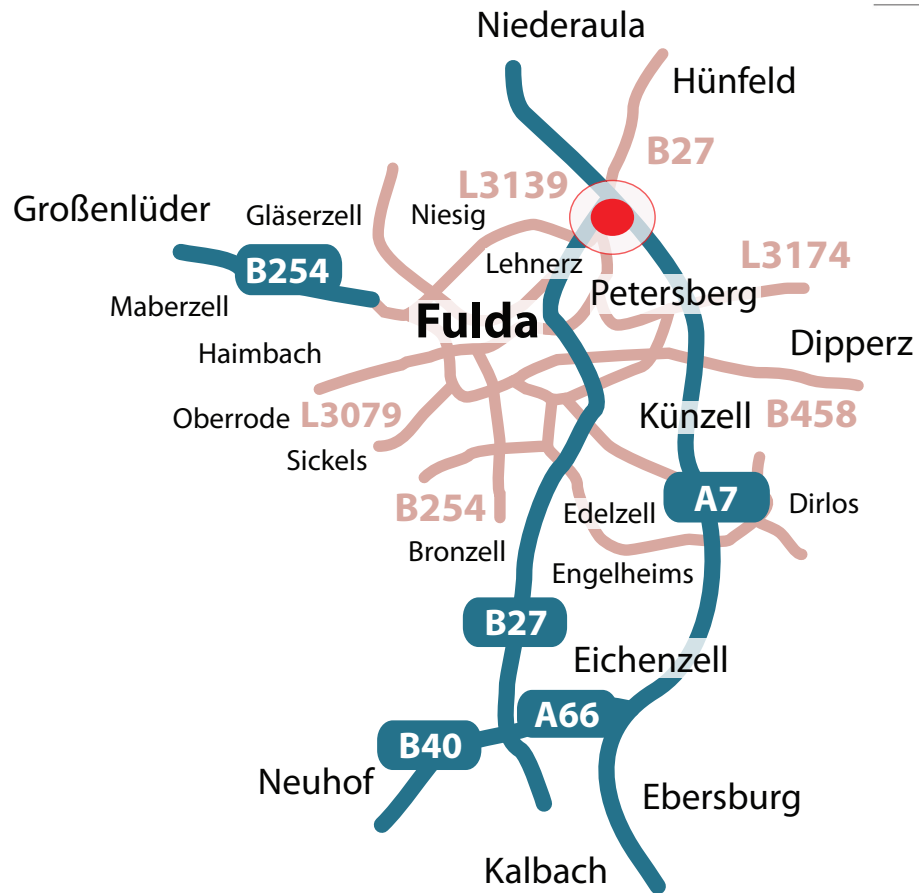 Niederaula
Hünfeld
B27
L3139
Großenlüder
Gläserzell
Niesig
B254
Lehnerz
L3174
Maberzell
Petersberg
Fulda
Haimbach
Dipperz
Oberrode
L3079
Künzell
B458
Sickels
B254
A7
Edelzell
Dirlos
Bronzell
Engelheims
B27
Eichenzell
A66
B40
Neuhof
Ebersburg
Kalbach